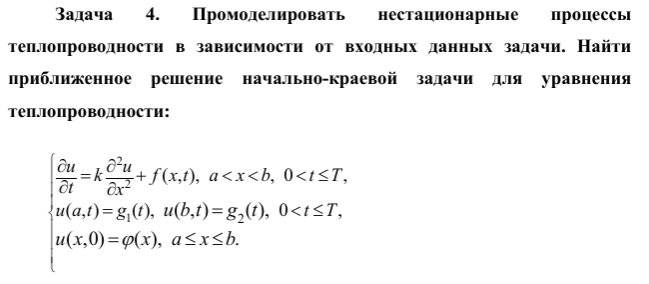 Задача 4. Промоделировать нестационарные процессы
теплопроводности в зависимости от входных данных задачи. Найти
приближенное решение начально-краевой задачи для уравнения
теплопроводности:
∂u/∂t = k ∂²u/∂x² + f(x,t), a < x < b, 0 < t ≤ T,
u(a,t) = g₁(t), u(b,t) = g₂(t), 0 < t ≤ T,
u(x,0) = φ(x), a ≤ x ≤ b.